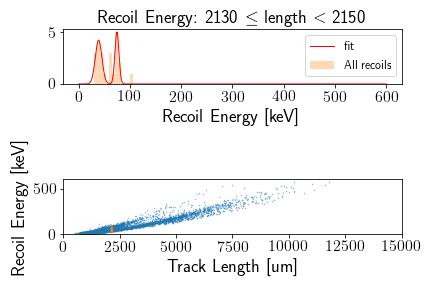 Recoil Energy: 2130 ≤ length < 2150
5
0
fit
All recoils
0 100 200 300 400 500 600
Recoil Energy [keV]
Recoil Energy [keV]
500
0
0 2500 5000 7500 10000 12500 15000
Track Length [um]